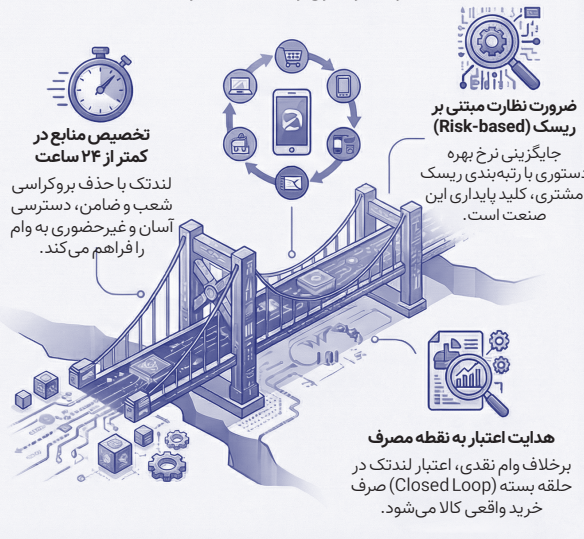 ضرورت نظارت مبتنی بر
ریسک (Risk-based)
جایگزینی نرخ بهره
دستوری با رتبه‌بندی ریسک
مشتری، کلید پایداری این
صنعت است.
تخصیص منابع در
کمتر از ۲۴ ساعت
لندتک با حذف بروکراسی
شعب و ضامن، دسترسی
آسان و غیرحضوری به وام
را فراهم می‌کند.
هدایت اعتبار به نقطه مصرف
برخلاف وام نقدی، اعتبار لندتک در
حلقه بسته (Closed Loop) صرف
خرید واقعی کالا می‌شود.